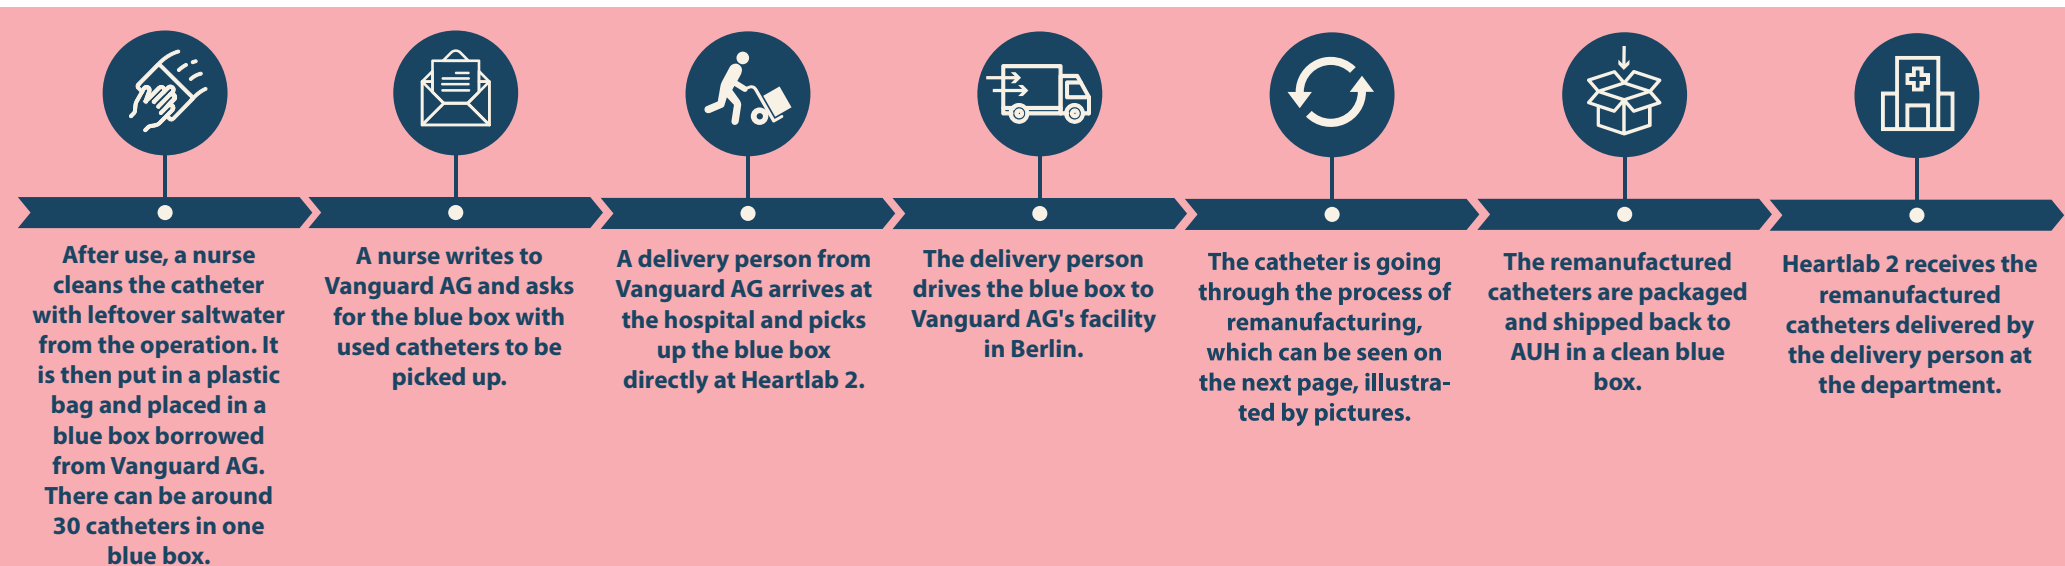 After use, a nurse
cleans the catheter
with leftover saltwater
from the operation. It
is then put in a plastic
bag and placed in a
blue box borrowed
from Vanguard AG.
There can be around
30 catheters in one
blue box.
A nurse writes to
Vanguard AG and asks
for the blue box with
used catheters to be
picked up.
A delivery person from
Vanguard AG arrives at
the hospital and picks
up the blue box
directly at Heartlab 2.
The delivery person
drives the blue box to
Vanguard AG's facility
in Berlin.
The catheter is going
through the process of
remanufacturing,
which can be seen on
the next page, illustra-
ted by pictures.
The remanufactured
catheters are packaged
and shipped back to
AUH in a clean blue
box.
Heartlab 2 receives the
remanufactured
catheters delivered by
the delivery person at
the department.